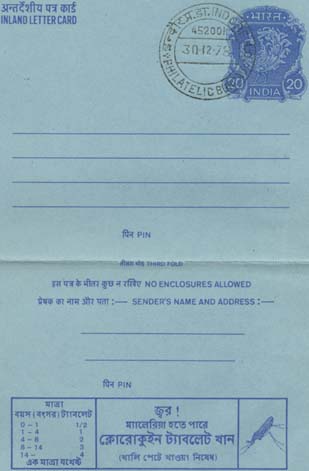 अन्तर्देशीय पत्र कार्ड
INLAND LETTER CARD
452001
30-12-78
PHILATELIC
भारत
20 20
INDIA
पिन PIN
तीसरा मोड़ THIRD FOLD
इस पत्र के भीतर कुछ न रखिए NO ENCLOSURES ALLOWED
प्रेषक का नाम और पता :— SENDER'S NAME AND ADDRESS :—
पिन PIN
মাত্রা
বয়স (বৎসর) ট্যাবলেট
0 – 1 1/2
1 – 4 1
4 – 8 2
8 – 14 3
14 – 4
এক মাত্রা যথেষ্ট
জ্বর !
ম্যালেরিয়া হতে পারে
ক্লোরোকুইন ট্যাবলেট খান
(খালি পেটে খাওয়া নিষেধ)